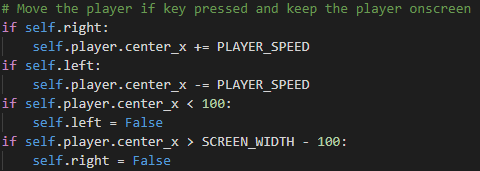 # Move the player if key pressed and keep the player onscreen
if self.right:
    self.player.center_x += PLAYER_SPEED
if self.left:
    self.player.center_x -= PLAYER_SPEED
if self.player.center_x < 100:
    self.left = False
if self.player.center_x > SCREEN_WIDTH - 100:
    self.right = False